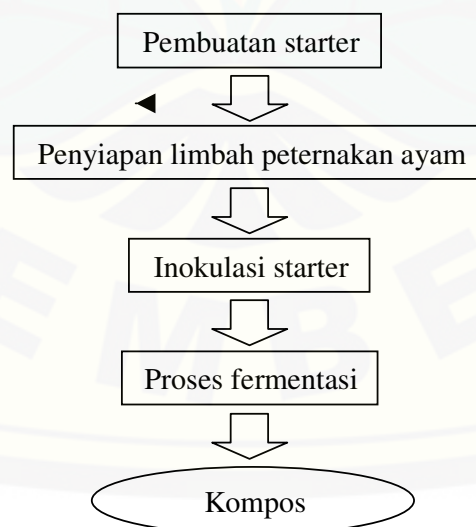 Pembuatan starter
Penyiapan limbah peternakan ayam
Inokulasi starter
Proses fermentasi
Kompos